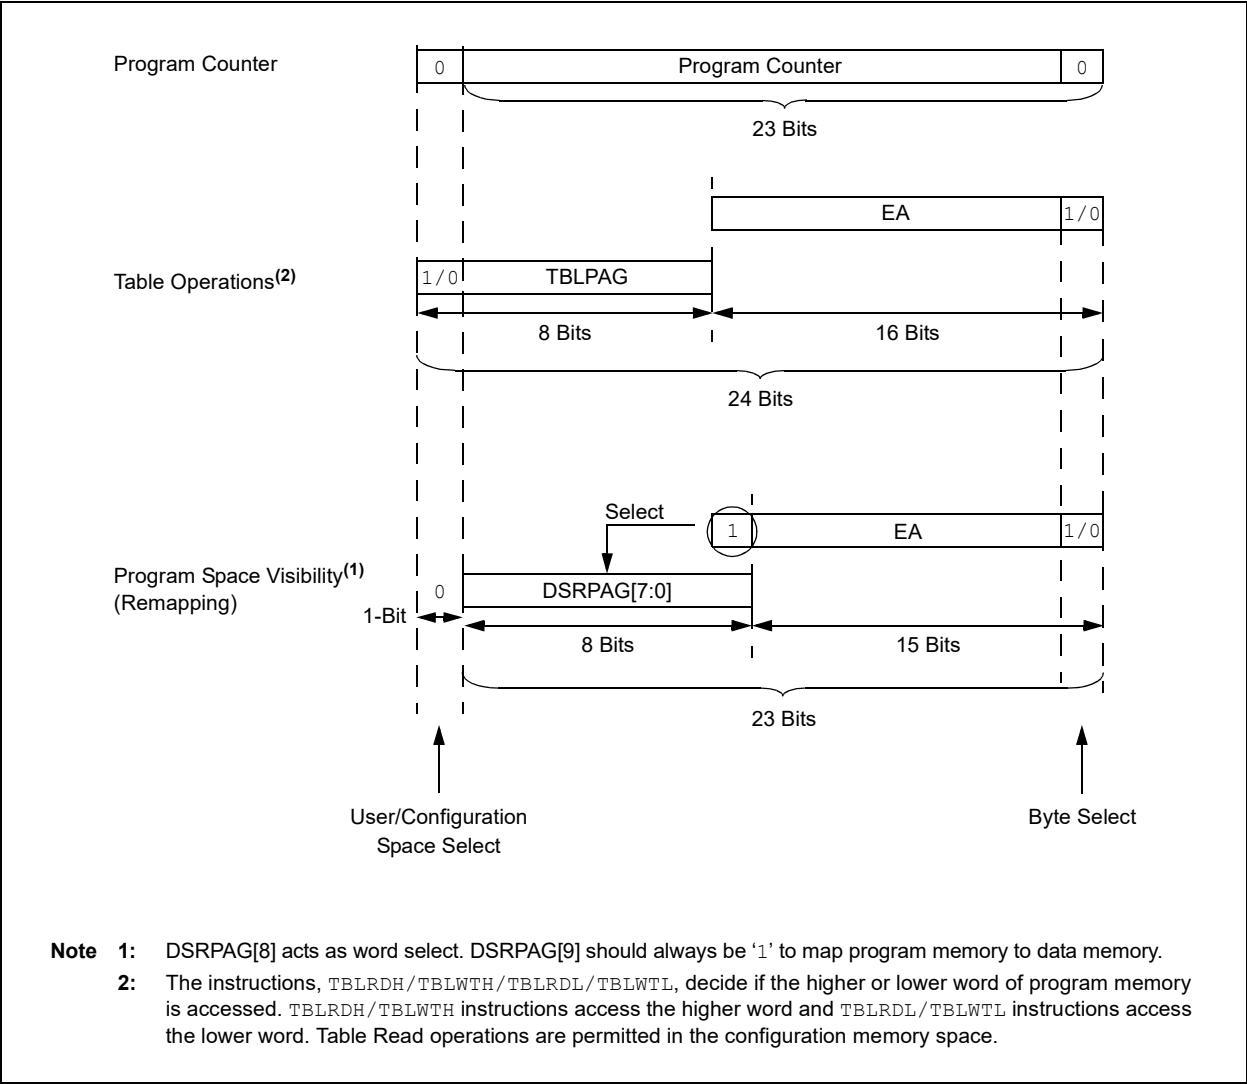 Program Counter
0 Program Counter 0
23 Bits
EA 1/0
Table Operations(2)
1/0 TBLPAG
8 Bits 16 Bits
24 Bits
Select
1 EA 1/0
Program Space Visibility(1)
(Remapping)
0 DSRPAG[7:0]
1-Bit
8 Bits 15 Bits
23 Bits
User/Configuration
Space Select
Byte Select
Note 1: DSRPAG[8] acts as word select. DSRPAG[9] should always be ‘1’ to map program memory to data memory.
2: The instructions, TBLRDH/TBLWTH/TBLRDL/TBLWTL, decide if the higher or lower word of program memory
is accessed. TBLRDH/TBLWTH instructions access the higher word and TBLRDL/TBLWTL instructions access
the lower word. Table Read operations are permitted in the configuration memory space.